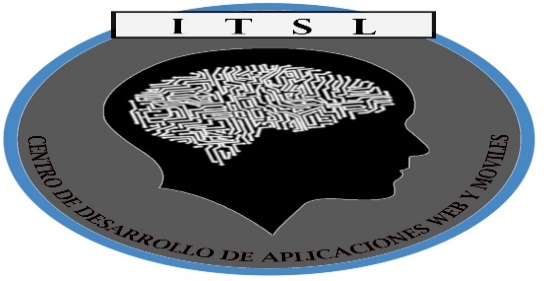 I T S L
CENTRO DE DESARROLLO DE APLICACIONES WEB Y MOVILES